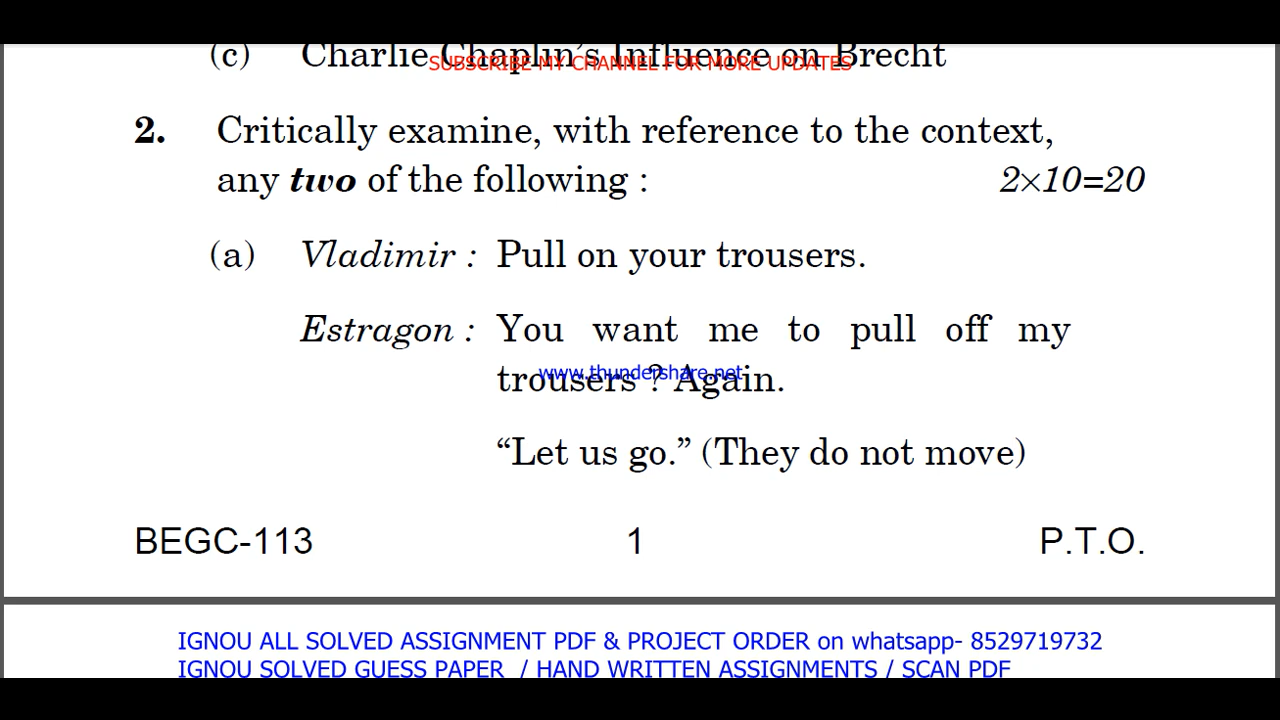 (c) Charlie Chaplin's Influence on Brecht
SUBSCRIBE MY CHANNEL FOR MORE UPDATES
2. Critically examine, with reference to the context,
any two of the following : 2×10=20
(a) Vladimir : Pull on your trousers.
Estragon : You want me to pull off my
trousers ? Again.
www.thundershare.net
“Let us go.” (They do not move)
BEGC-113 1 P.T.O.
IGNOU ALL SOLVED ASSIGNMENT PDF & PROJECT ORDER on whatsapp- 8529719732
IGNOU SOLVED GUESS PAPER / HAND WRITTEN ASSIGNMENTS / SCAN PDF